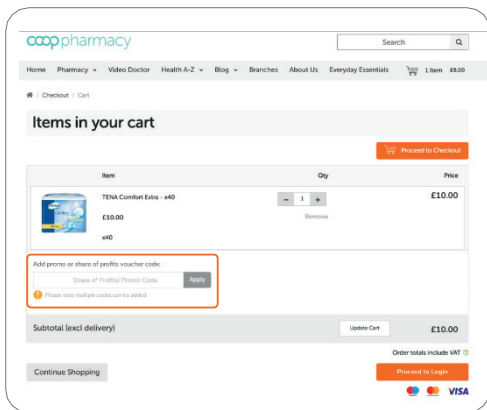 coop pharmacy
Search
Home Pharmacy Video Doctor Health A-Z Blog Branches About Us Everyday Essentials 1 Item £8.00
/ Checkout / Cart
Items in your cart
Proceed to Checkout
Item Qty Price
TENA Comfort Extra - x40 - 1 + £10.00
£10.00 Remove
x40
Add promo or share of profits voucher code:
Share of Profits/ Promo Code Apply
Please note multiple codes can be added
Subtotal (excl delivery) Update Cart £10.00
Order totals include VAT
Continue Shopping Proceed to Login
VISA